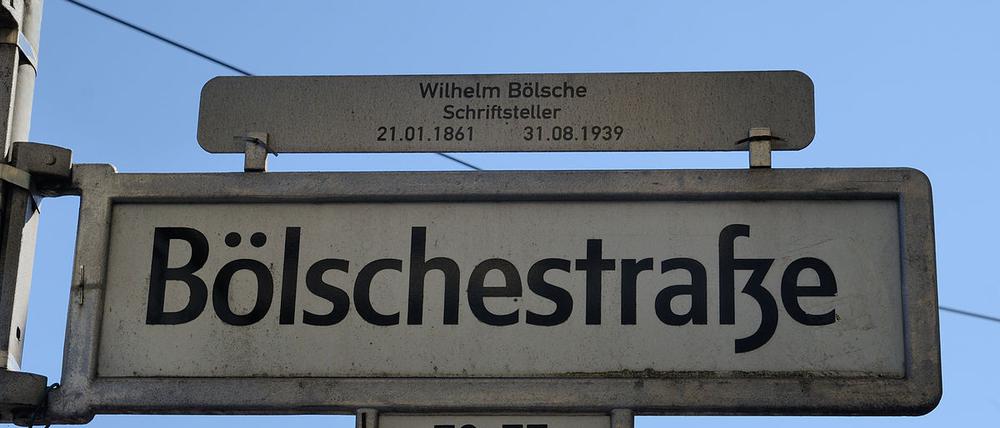 Wilhelm Bölsche
Schriftsteller
21.01.1861 31.08.1939
Bölschestraße